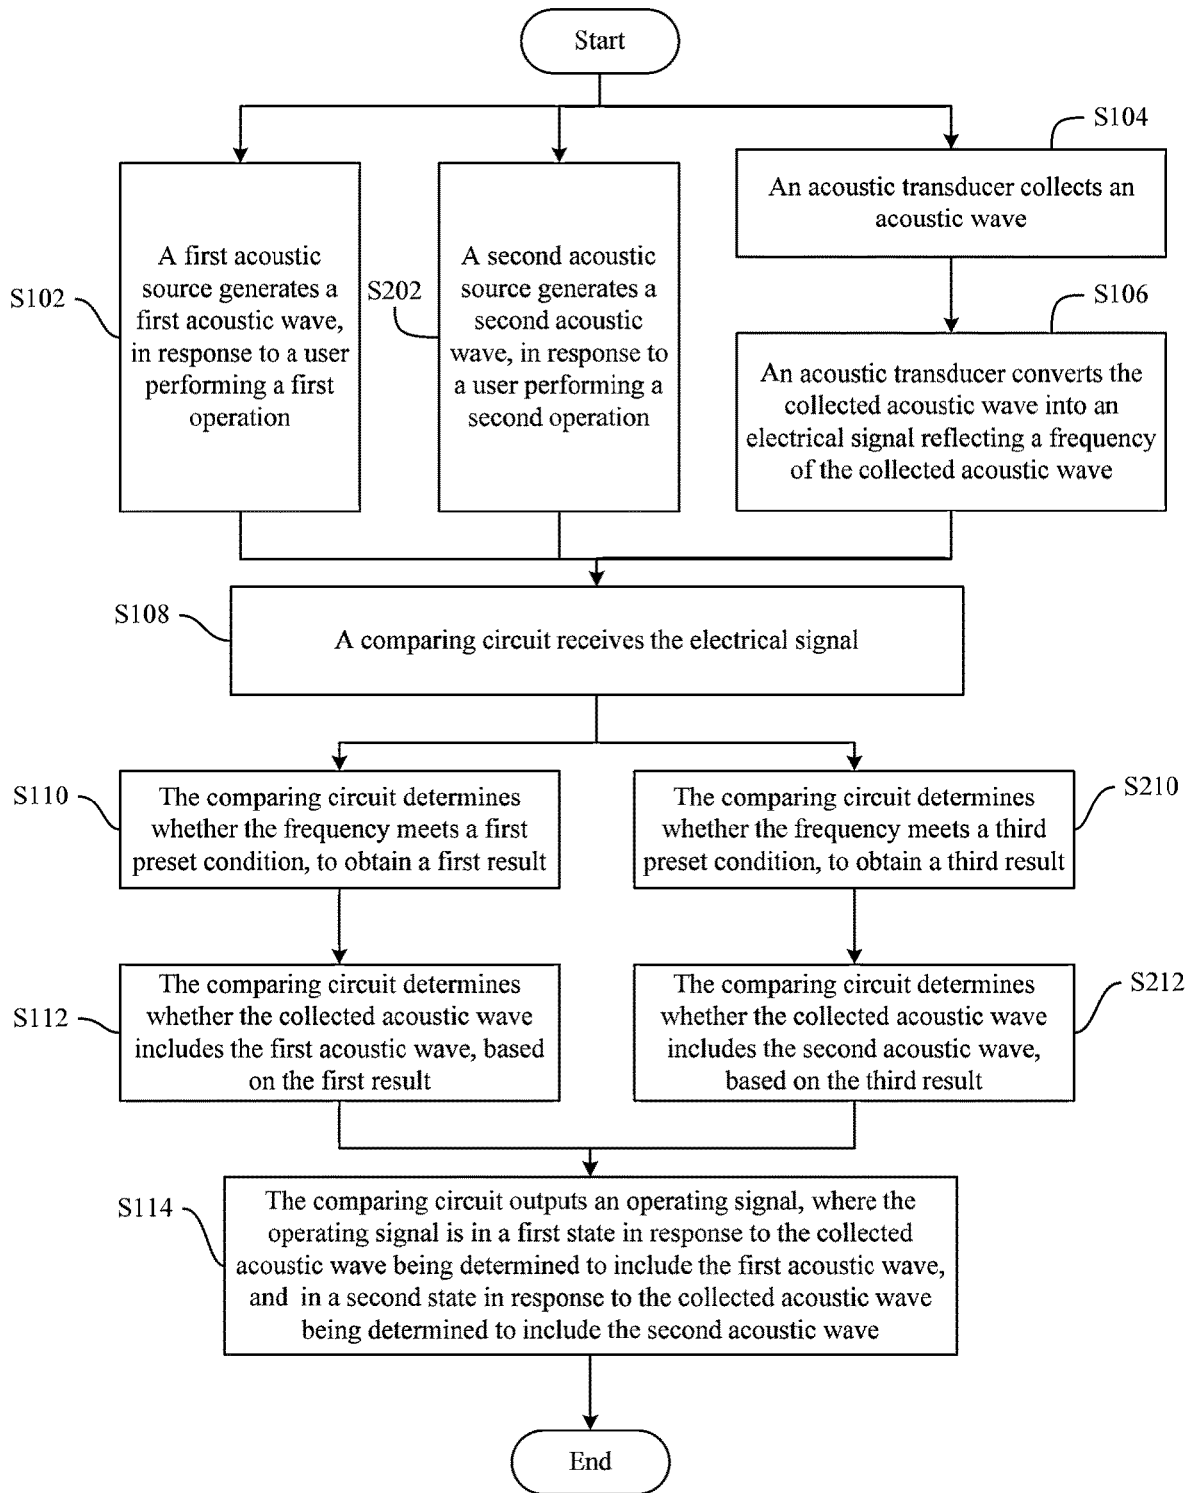 Start
S104
An acoustic transducer collects an
acoustic wave
S102
A first acoustic
source generates a
first acoustic wave,
in response to a user
performing a first
operation
S202
A second acoustic
source generates a
second acoustic
wave, in response to
a user performing a
second operation
S106
An acoustic transducer converts the
collected acoustic wave into an
electrical signal reflecting a frequency
of the collected acoustic wave
S108
A comparing circuit receives the electrical signal
S110
The comparing circuit determines
whether the frequency meets a first
preset condition, to obtain a first result
S210
The comparing circuit determines
whether the frequency meets a third
preset condition, to obtain a third result
S112
The comparing circuit determines
whether the collected acoustic wave
includes the first acoustic wave, based
on the first result
S212
The comparing circuit determines
whether the collected acoustic wave
includes the second acoustic wave,
based on the third result
S114
The comparing circuit outputs an operating signal, where the
operating signal is in a first state in response to the collected
acoustic wave being determined to include the first acoustic wave,
and in a second state in response to the collected acoustic wave
being determined to include the second acoustic wave
End